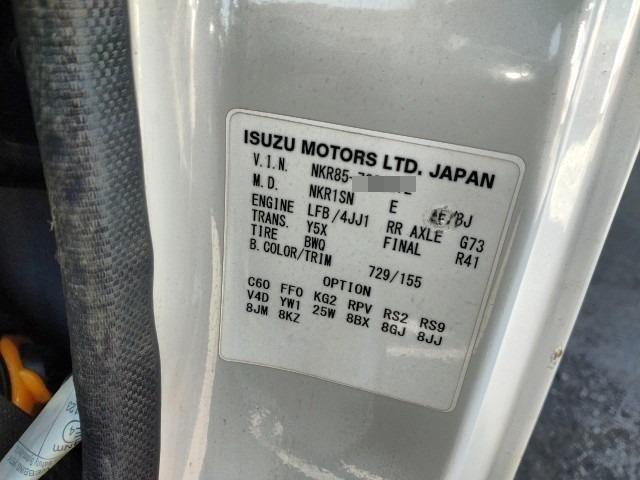 ISUZU MOTORS LTD. JAPAN
V.I.N. NKR85-
M.D. NKR1SN E /BJ
ENGINE LFB/4JJ1 RR AXLE G73
TRANS. Y5X FINAL R41
TIRE BWQ
B.COLOR/TRIM 729/155
OPTION
C60 FF0 KG2 RPV RS2 RS9
V4D YW1 25W 8BX 8GJ 8JJ
8JM 8KZ